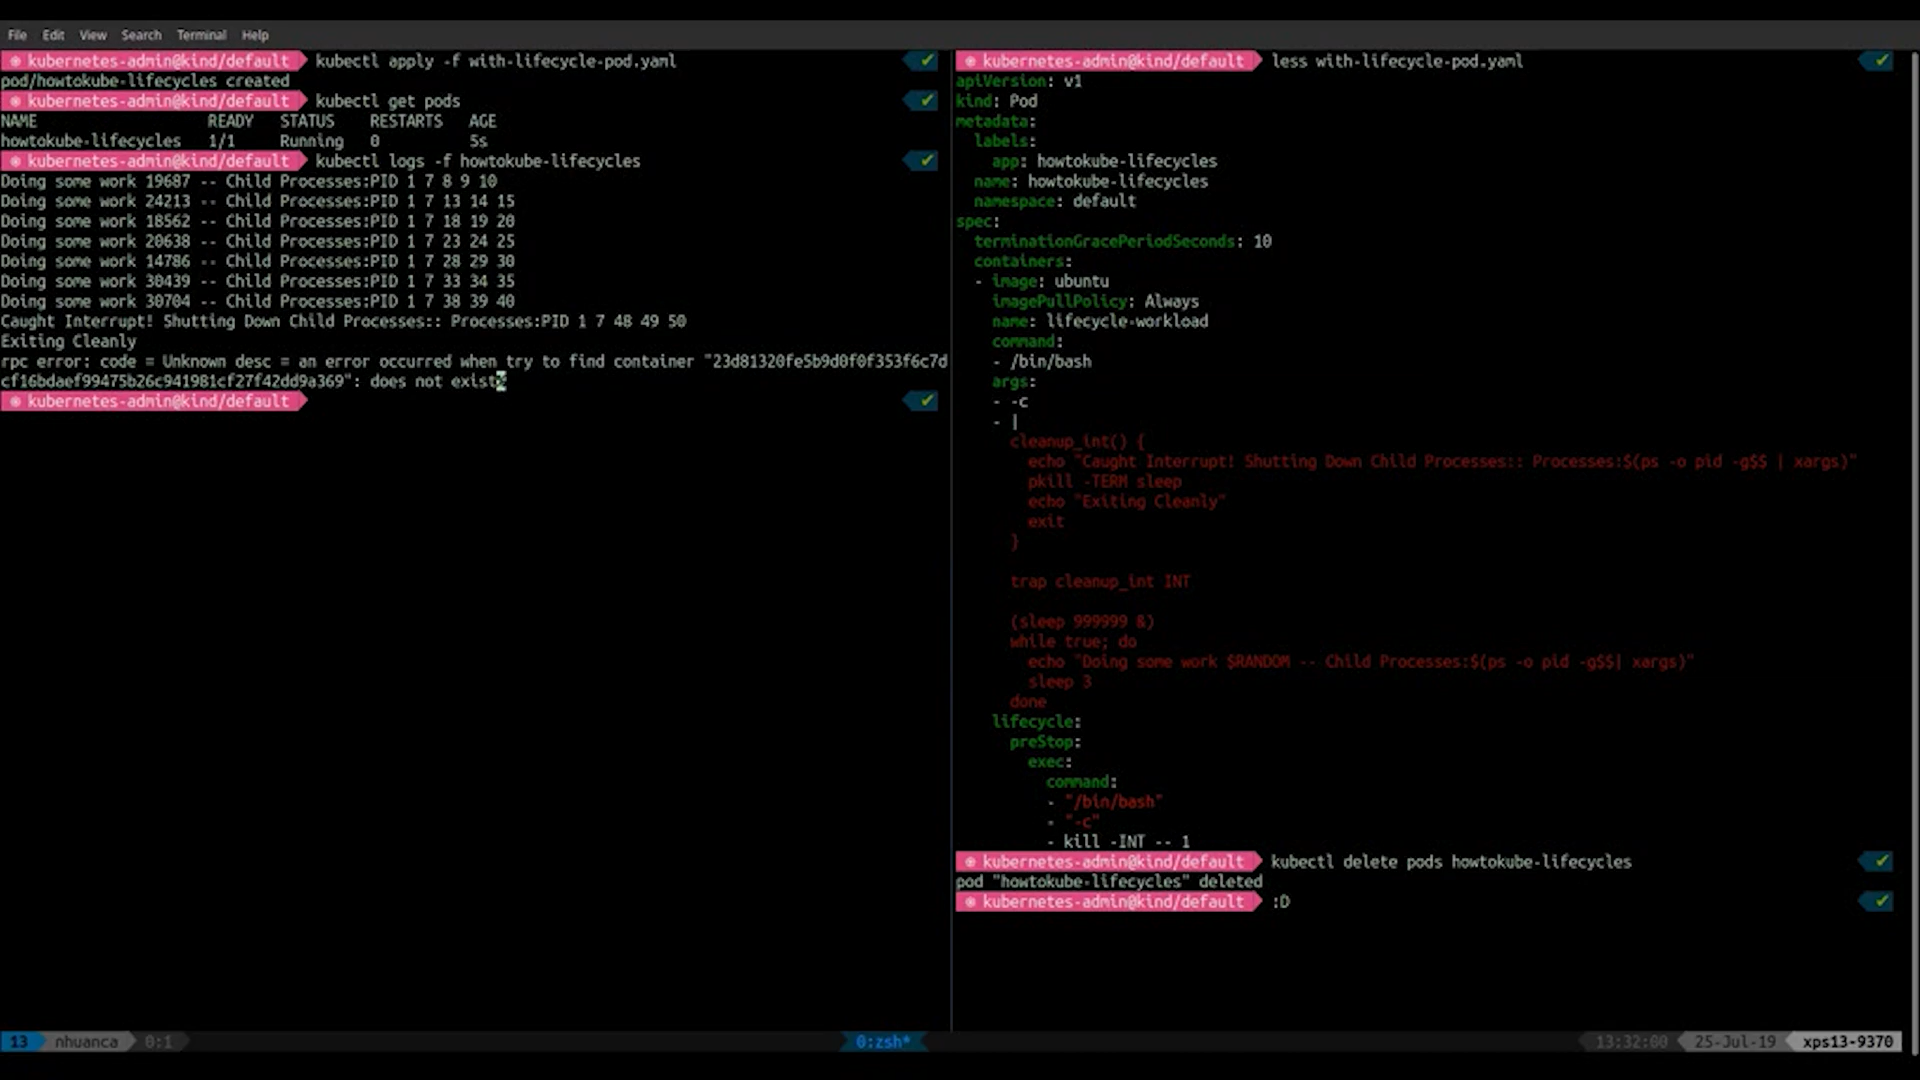 File Edit View Search Terminal Help
kubernetes-admin@kind/default kubectl apply -f with-lifecycle-pod.yaml
pod/howtokube-lifecycles created
kubernetes-admin@kind/default kubectl get pods
NAME READY STATUS RESTARTS AGE
howtokube-lifecycles 1/1 Running 0 5s
kubernetes-admin@kind/default kubectl logs -f howtokube-lifecycles
Doing some work 19687 -- Child Processes:PID 1 7 8 9 10
Doing some work 24213 -- Child Processes:PID 1 7 13 14 15
Doing some work 18562 -- Child Processes:PID 1 7 18 19 20
Doing some work 20638 -- Child Processes:PID 1 7 23 24 25
Doing some work 14786 -- Child Processes:PID 1 7 28 29 30
Doing some work 30439 -- Child Processes:PID 1 7 33 34 35
Doing some work 30704 -- Child Processes:PID 1 7 38 39 40
Caught Interrupt! Shutting Down Child Processes:: Processes:PID 1 7 48 49 50
Exiting Cleanly
rpc error: code = Unknown desc = an error occurred when try to find container "23d81320fe5b9d0f0f353f6c7d
cf16bdaef99475b26c941981cf27f42dd9a369": does not exist
kubernetes-admin@kind/default
kubernetes-admin@kind/default less with-lifecycle-pod.yaml
apiVersion: v1
kind: Pod
metadata:
labels:
app: howtokube-lifecycles
name: howtokube-lifecycles
namespace: default
spec:
terminationGracePeriodSeconds: 10
containers:
- image: ubuntu
imagePullPolicy: Always
name: lifecycle-workload
command:
- /bin/bash
args:
- -c
- |
cleanup_int() {
echo "Caught Interrupt! Shutting Down Child Processes:: Processes:$(ps -o pid -g$$ | xargs)"
pkill -TERM sleep
echo "Exiting Cleanly"
exit
}
trap cleanup_int INT
(sleep 999999 &)
while true; do
echo "Doing some work $RANDOM -- Child Processes:$(ps -o pid -g$$| xargs)"
sleep 3
done
lifecycle:
preStop:
exec:
command:
- "/bin/bash"
- "-c"
- kill -INT -- 1
kubernetes-admin@kind/default kubectl delete pods howtokube-lifecycles
pod "howtokube-lifecycles" deleted
kubernetes-admin@kind/default :D
13 nhuanca 0:1 0:zsh* 13:32:00 25-Jul-19 xps13-9370